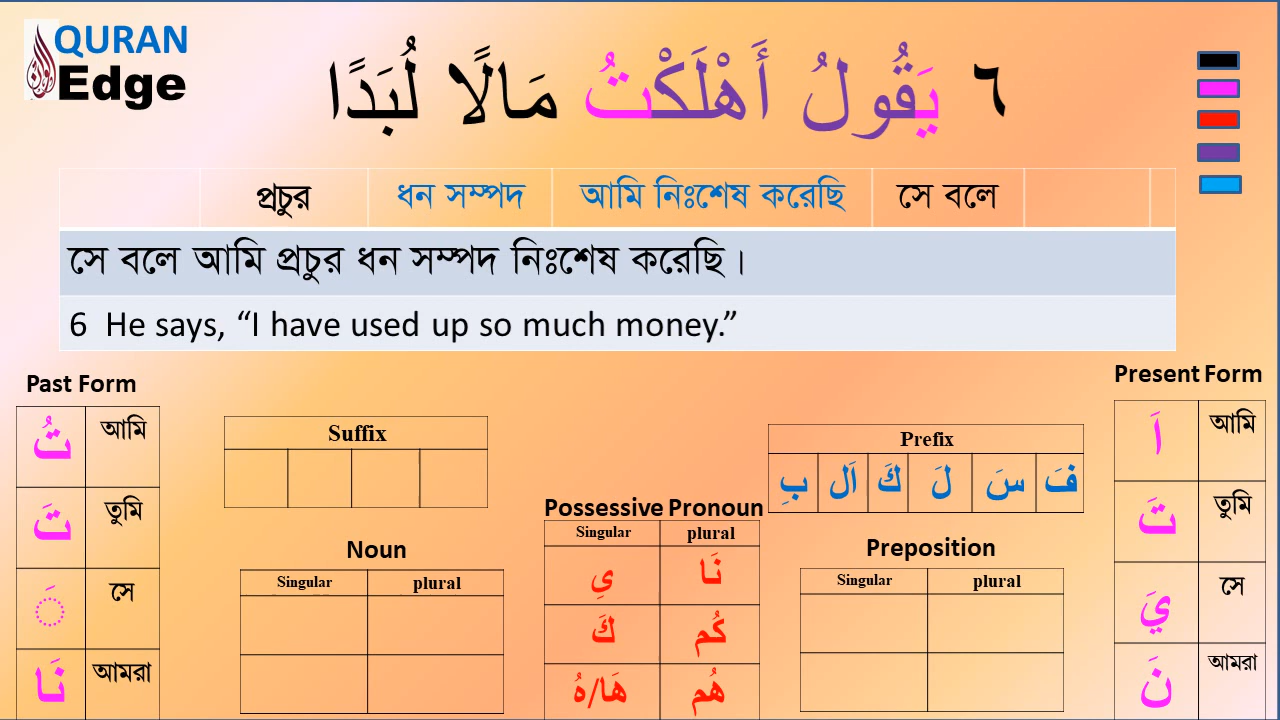 QURAN
Edge
٦ يَقُولُ أَهْلَكْتُ مَالًا لُبَدًا
প্রচুর ধন সম্পদ আমি নিঃশেষ করেছি সে বলে
সে বলে আমি প্রচুর ধন সম্পদ নিঃশেষ করেছি।
6 He says, “I have used up so much money.”
Past Form
تُ আমি
تَ তুমি
َ সে
نَا আমরা
Suffix
Noun
Singular plural
Possessive Pronoun
Singular plural
يِ نَا
كَ كُم
هَا/هُ هُم
Prefix
بِ اَل كَ لَ سَ فَ
Preposition
Singular plural
Present Form
اَ আমি
تَ তুমি
يَ সে
نَ আমরা